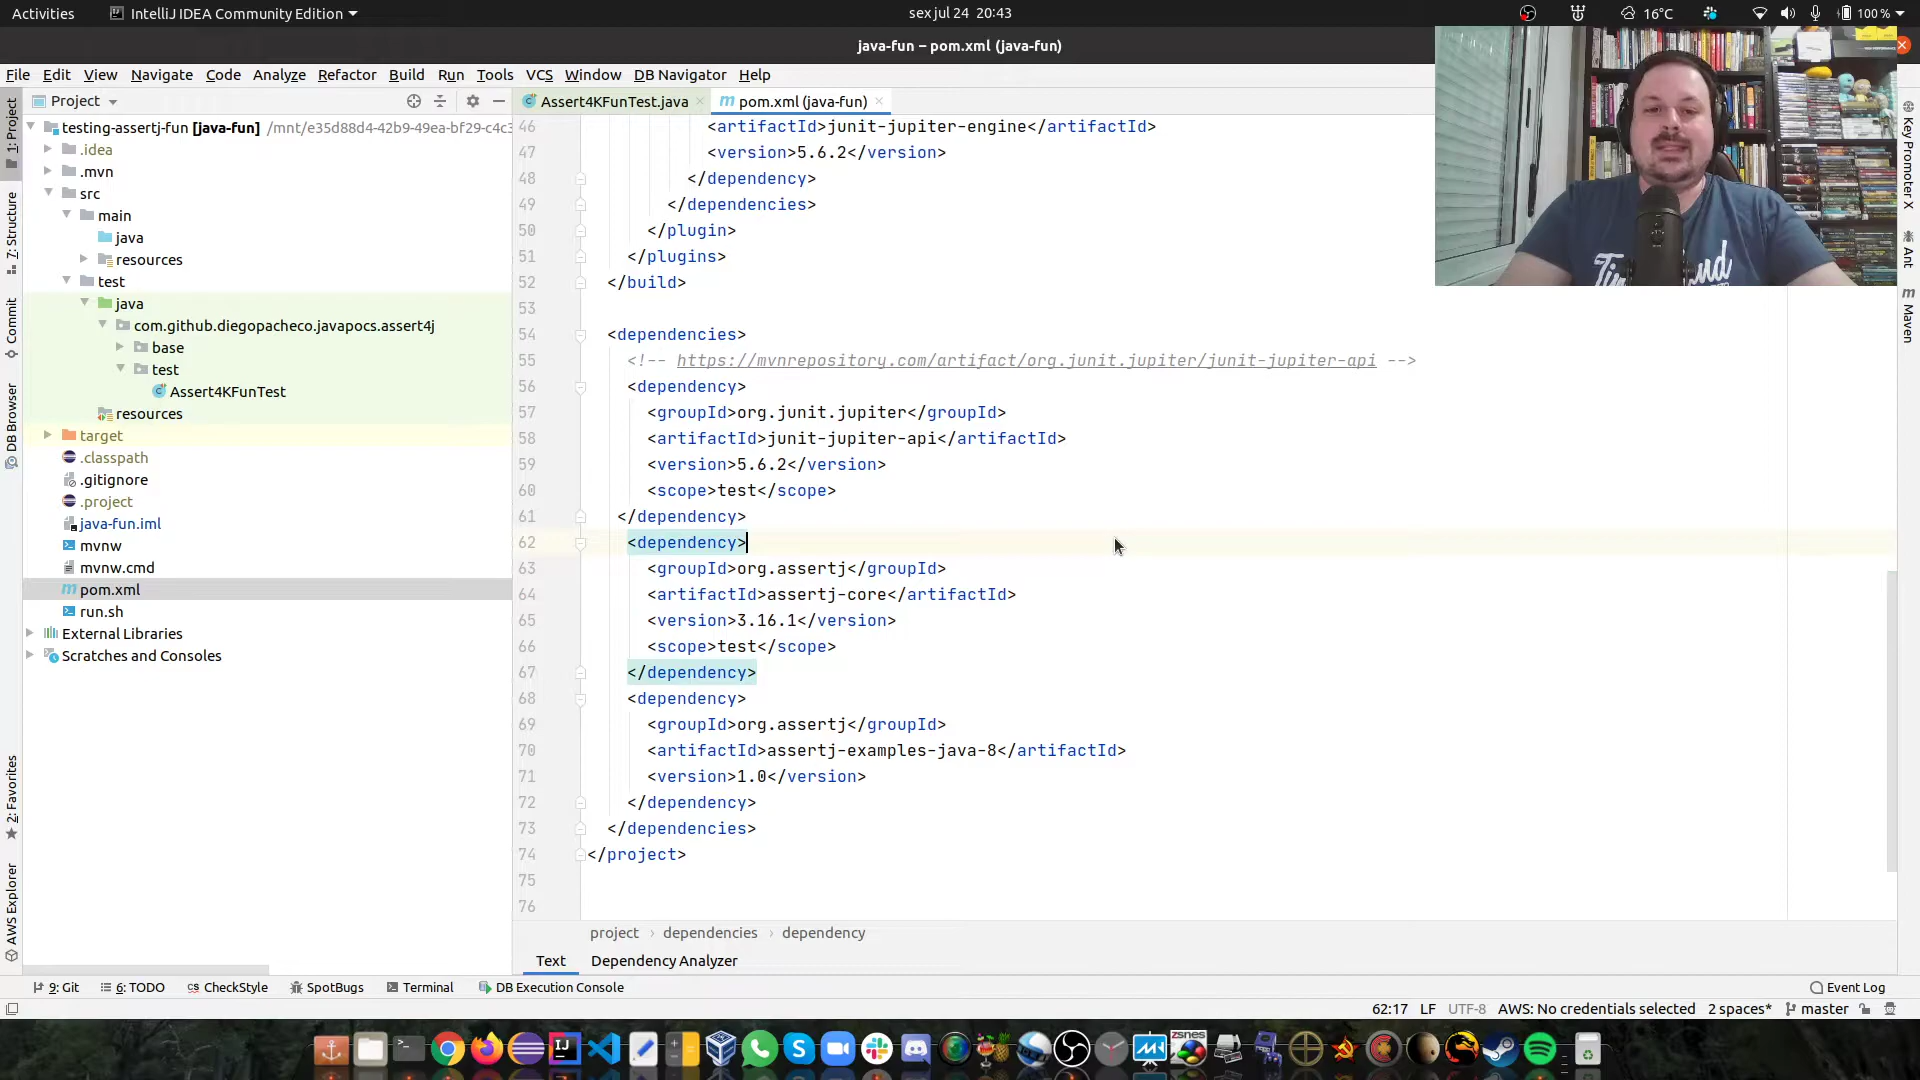 Activities
IntelliJ IDEA Community Edition
sex jul 24 20:43
16°C
100 %
java-fun – pom.xml (java-fun)
File Edit View Navigate Code Analyze Refactor Build Run Tools VCS Window DB Navigator Help
Project
Assert4KFunTest.java
pom.xml (java-fun)
1: Project
7: Structure
Commit
DB Browser
2: Favorites
AWS Explorer
testing-assertj-fun [java-fun] /mnt/e35d88d4-42b9-49ea-bf29-c4c3
.idea
.mvn
src
main
java
resources
test
java
com.github.diegopacheco.javapocs.assert4j
base
test
Assert4KFunTest
resources
target
.classpath
.gitignore
.project
java-fun.iml
mvnw
mvnw.cmd
pom.xml
run.sh
External Libraries
Scratches and Consoles
46 <artifactId>junit-jupiter-engine</artifactId>
47 <version>5.6.2</version>
48 </dependency>
49 </dependencies>
50 </plugin>
51 </plugins>
52 </build>
53
54 <dependencies>
55 <!-- https://mvnrepository.com/artifact/org.junit.jupiter/junit-jupiter-api -->
56 <dependency>
57 <groupId>org.junit.jupiter</groupId>
58 <artifactId>junit-jupiter-api</artifactId>
59 <version>5.6.2</version>
60 <scope>test</scope>
61 </dependency>
62 <dependency>
63 <groupId>org.assertj</groupId>
64 <artifactId>assertj-core</artifactId>
65 <version>3.16.1</version>
66 <scope>test</scope>
67 </dependency>
68 <dependency>
69 <groupId>org.assertj</groupId>
70 <artifactId>assertj-examples-java-8</artifactId>
71 <version>1.0</version>
72 </dependency>
73 </dependencies>
74 </project>
75
76
Key Promoter X
Ant
Maven
project › dependencies › dependency
Text
Dependency Analyzer
9: Git
6: TODO
CheckStyle
SpotBugs
Terminal
DB Execution Console
Event Log
62:17 LF UTF-8 AWS: No credentials selected 2 spaces* master
zsnes